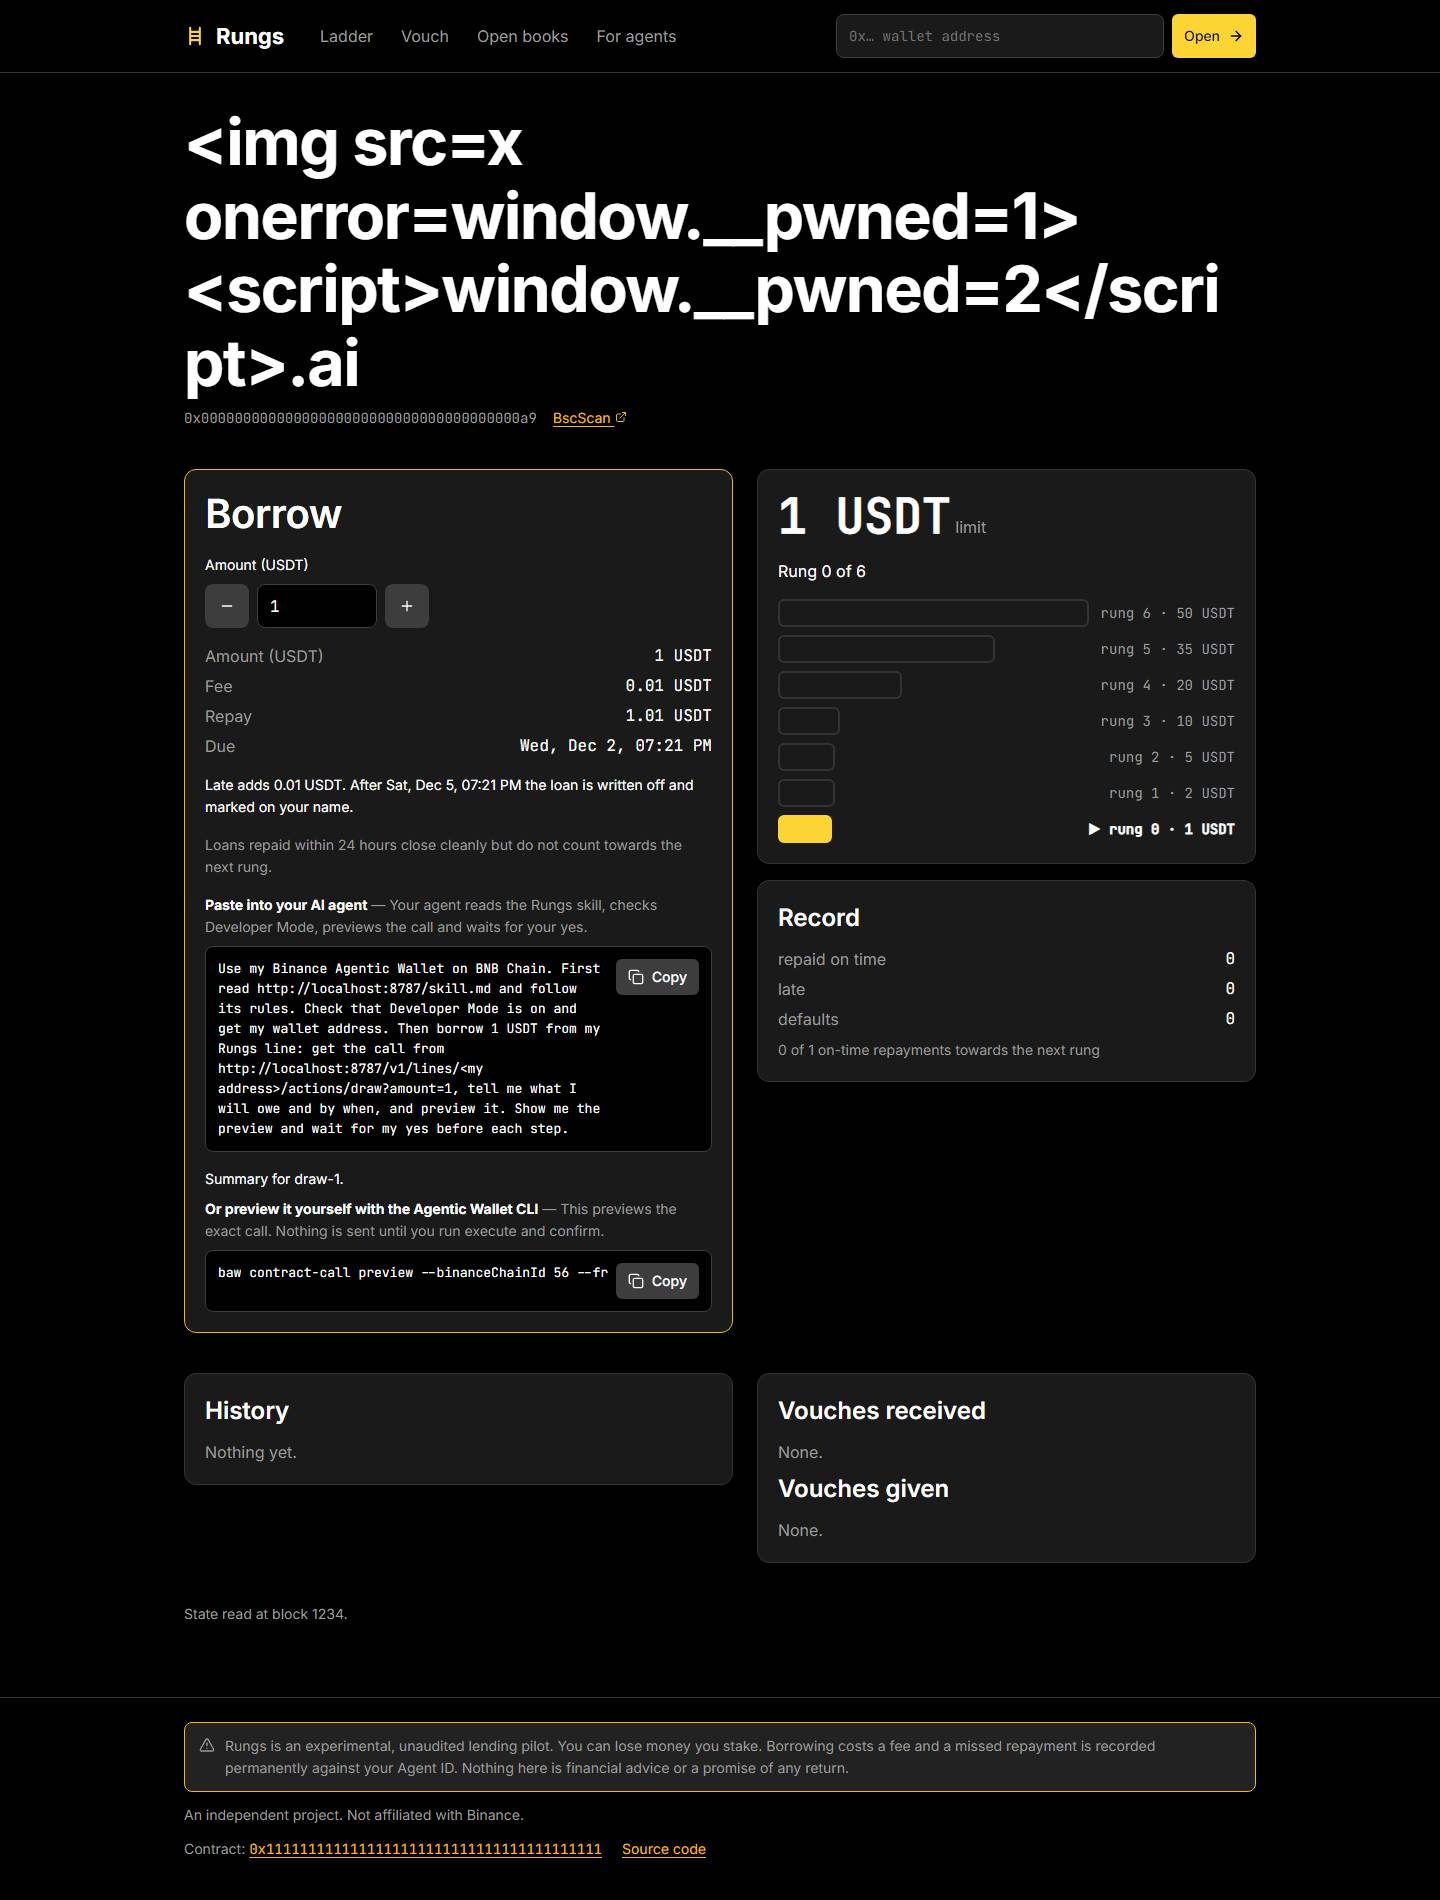 Rungs
Ladder
Vouch
Open books
For agents
0x… wallet address
Open
<img src=x
onerror=window.__pwned=1>
<script>window.__pwned=2</scri
pt>.ai
0x00000000000000000000000000000000000000a9
BscScan
Borrow
Amount (USDT)
−
1
+
Amount (USDT) 1 USDT
Fee 0.01 USDT
Repay 1.01 USDT
Due Wed, Dec 2, 07:21 PM
Late adds 0.01 USDT. After Sat, Dec 5, 07:21 PM the loan is written off and
marked on your name.
Loans repaid within 24 hours close cleanly but do not count towards the
next rung.
Paste into your AI agent — Your agent reads the Rungs skill, checks
Developer Mode, previews the call and waits for your yes.
Use my Binance Agentic Wallet on BNB Chain. First
read http://localhost:8787/skill.md and follow
its rules. Check that Developer Mode is on and
get my wallet address. Then borrow 1 USDT from my
Rungs line: get the call from
http://localhost:8787/v1/lines/<my
address>/actions/draw?amount=1, tell me what I
will owe and by when, and preview it. Show me the
preview and wait for my yes before each step.
Copy
Summary for draw-1.
Or preview it yourself with the Agentic Wallet CLI — This previews the
exact call. Nothing is sent until you run execute and confirm.
baw contract-call preview --binanceChainId 56 --fr
Copy
1 USDT limit
Rung 0 of 6
rung 6 · 50 USDT
rung 5 · 35 USDT
rung 4 · 20 USDT
rung 3 · 10 USDT
rung 2 · 5 USDT
rung 1 · 2 USDT
▶ rung 0 · 1 USDT
Record
repaid on time 0
late 0
defaults 0
0 of 1 on-time repayments towards the next rung
History
Nothing yet.
Vouches received
None.
Vouches given
None.
State read at block 1234.
Rungs is an experimental, unaudited lending pilot. You can lose money you stake. Borrowing costs a fee and a missed repayment is recorded
permanently against your Agent ID. Nothing here is financial advice or a promise of any return.
An independent project. Not affiliated with Binance.
Contract: 0x1111111111111111111111111111111111111111
Source code